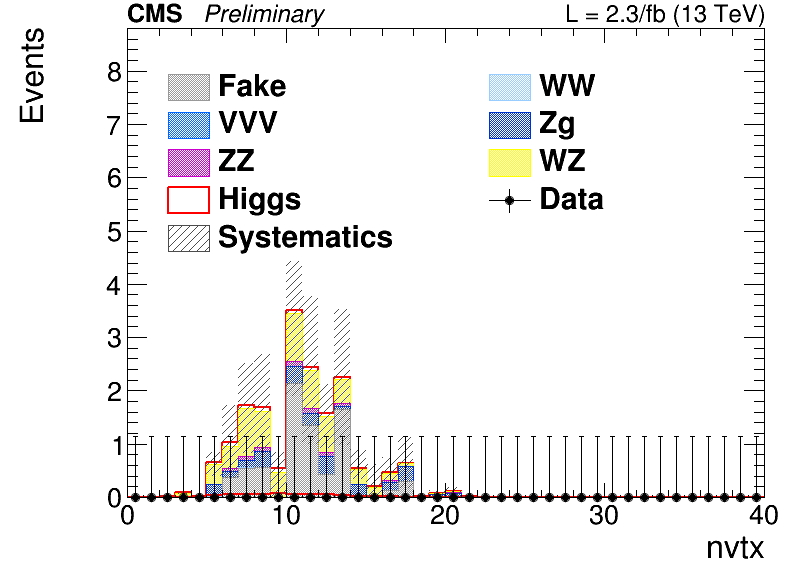 CMS Preliminary L = 2.3/fb (13 TeV)
Events
8
7
6
5
4
3
2
1
0
Fake WW
VVV Zg
ZZ WZ
Higgs Data
Systematics
0 10 20 30 40
nvtx